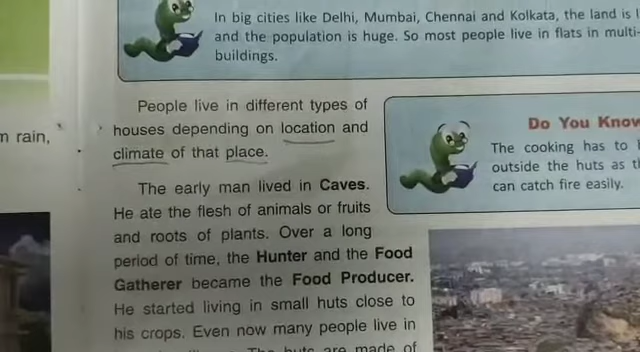 In big cities like Delhi, Mumbai, Chennai and Kolkata, the land is
and the population is huge. So most people live in flats in multi-
buildings.
n rain,
People live in different types of
houses depending on location and
climate of that place.
The early man lived in Caves.
He ate the flesh of animals or fruits
and roots of plants. Over a long
period of time, the Hunter and the Food
Gatherer became the Food Producer.
He started living in small huts close to
his crops. Even now many people live in
The huts are made of
Do You Know
The cooking has to
outside the huts as
can catch fire easily.